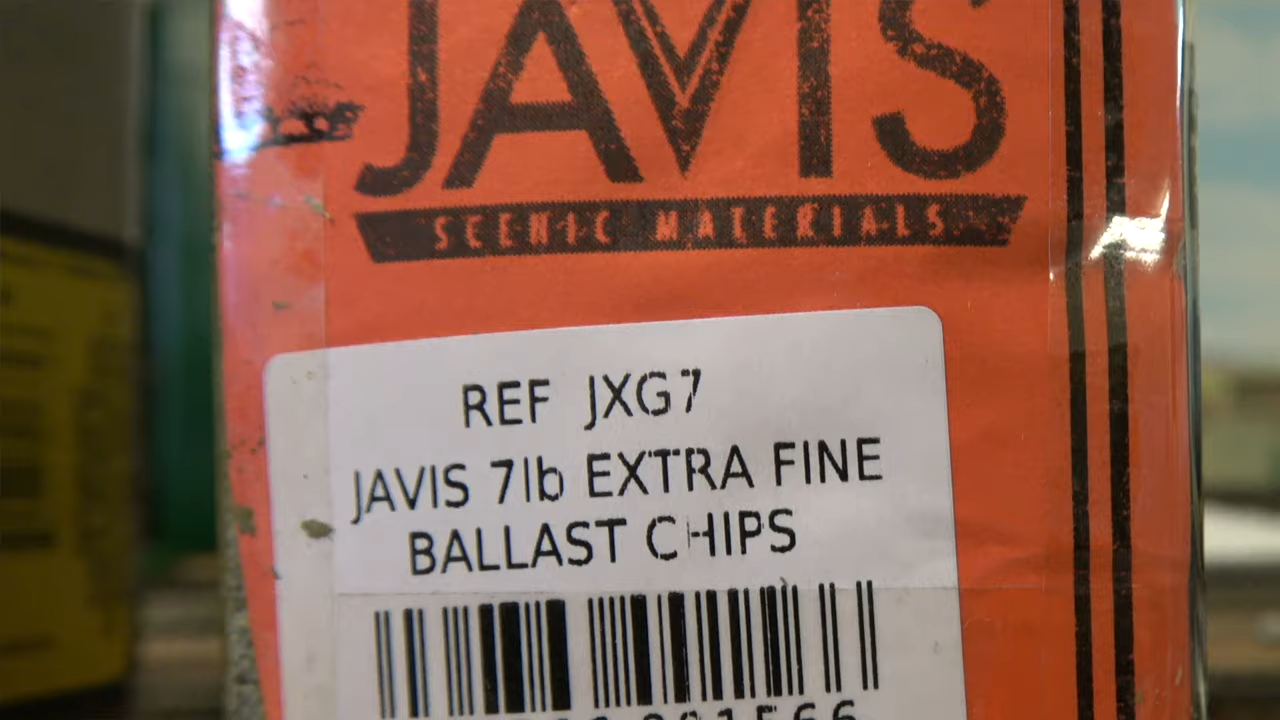 JAVIS
SCENIC MATERIALS
REF JXG7
JAVIS 7lb EXTRA FINE
BALLAST CHIPS